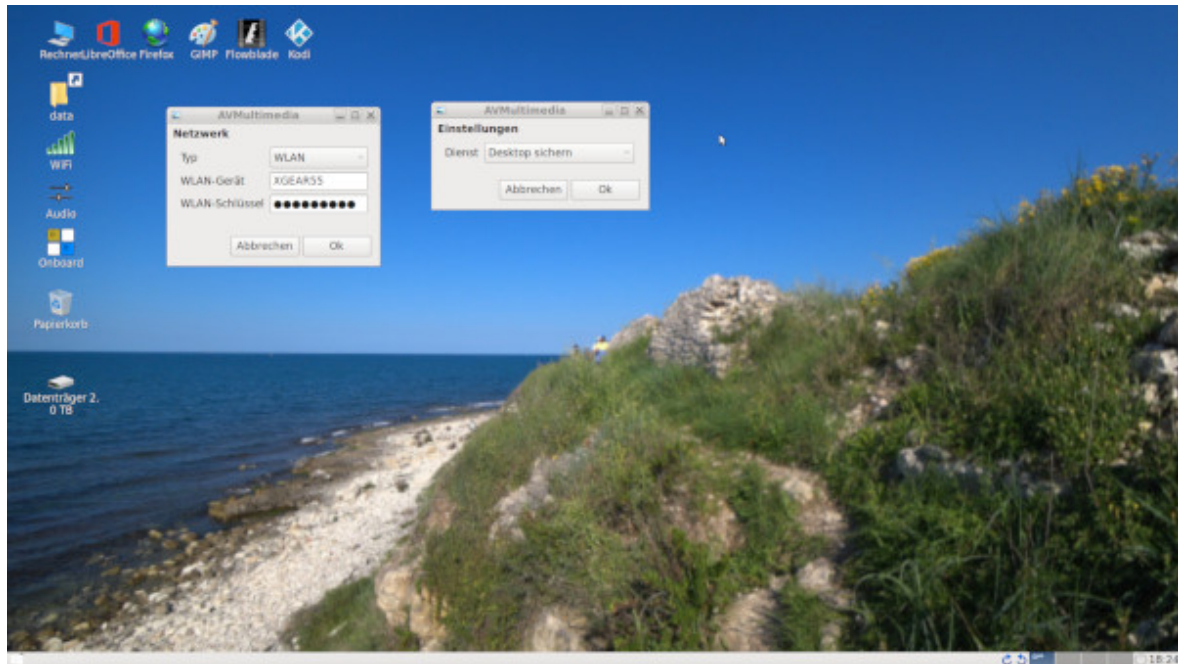 Rechner LibreOffice Firefox GIMP Flowblade Kodi
data
WiFi
Audio
Onboard
Papierkorb
Datenträger 2.
0 TB
AVMultimedia
Netzwerk
Typ WLAN
WLAN-Gerät XGEAR55
WLAN-Schlüssel ●●●●●●●●●
Abbrechen Ok
AVMultimedia
Einstellungen
Dienst Desktop sichern
Abbrechen Ok
18:24